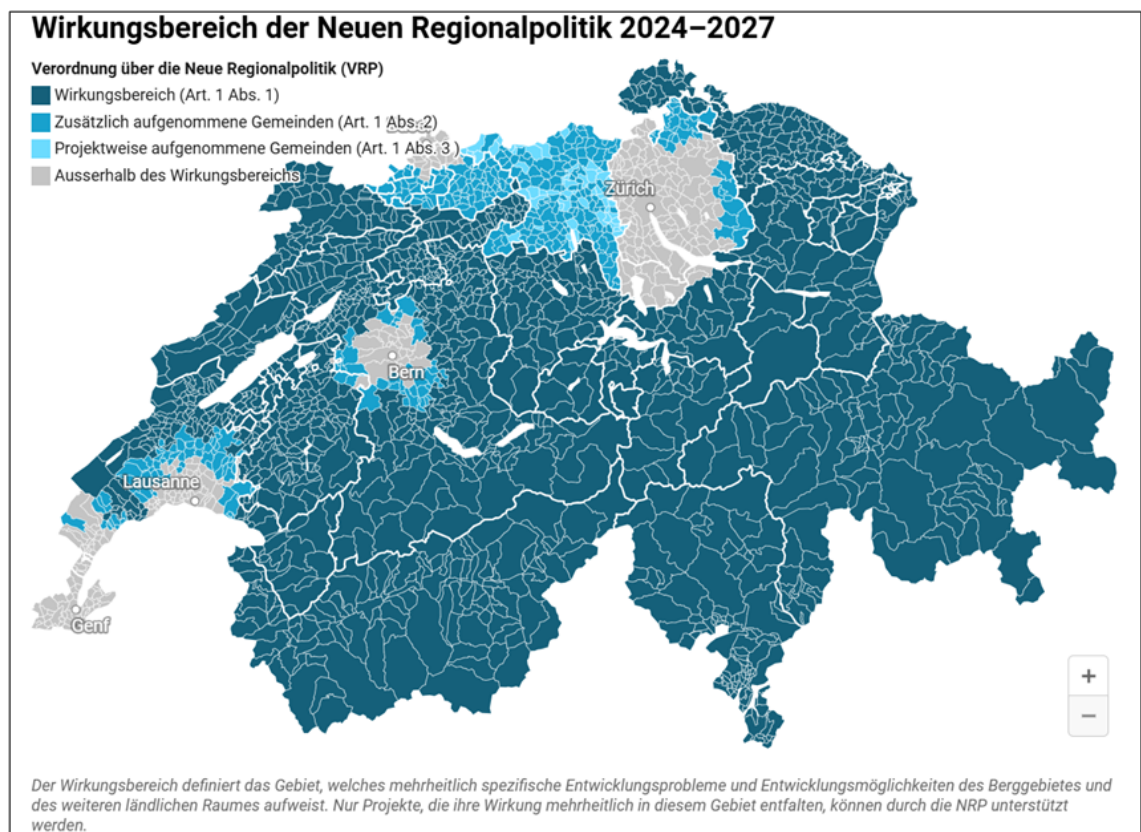 Wirkungsbereich der Neuen Regionalpolitik 2024–2027
Verordnung über die Neue Regionalpolitik (VRP)
Wirkungsbereich (Art. 1 Abs. 1)
Zusätzlich aufgenommene Gemeinden (Art. 1 Abs. 2)
Projektweise aufgenommene Gemeinden (Art. 1 Abs. 3 )
Ausserhalb des Wirkungsbereichs
Zürich
Bern
Lausanne
Genf
+
−
Der Wirkungsbereich definiert das Gebiet, welches mehrheitlich spezifische Entwicklungsprobleme und Entwicklungsmöglichkeiten des Berggebietes und
des weiteren ländlichen Raumes aufweist. Nur Projekte, die ihre Wirkung mehrheitlich in diesem Gebiet entfalten, können durch die NRP unterstützt
werden.